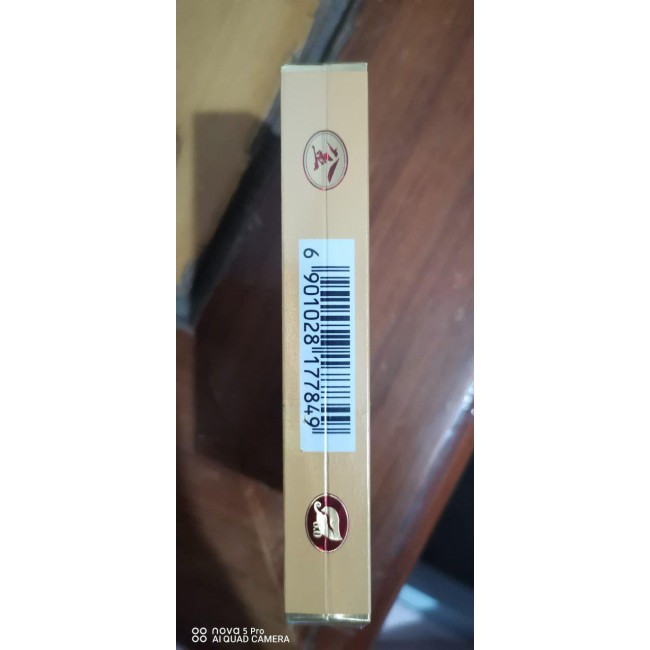 6 901028 177849
nova 5 Pro
AI QUAD CAMERA